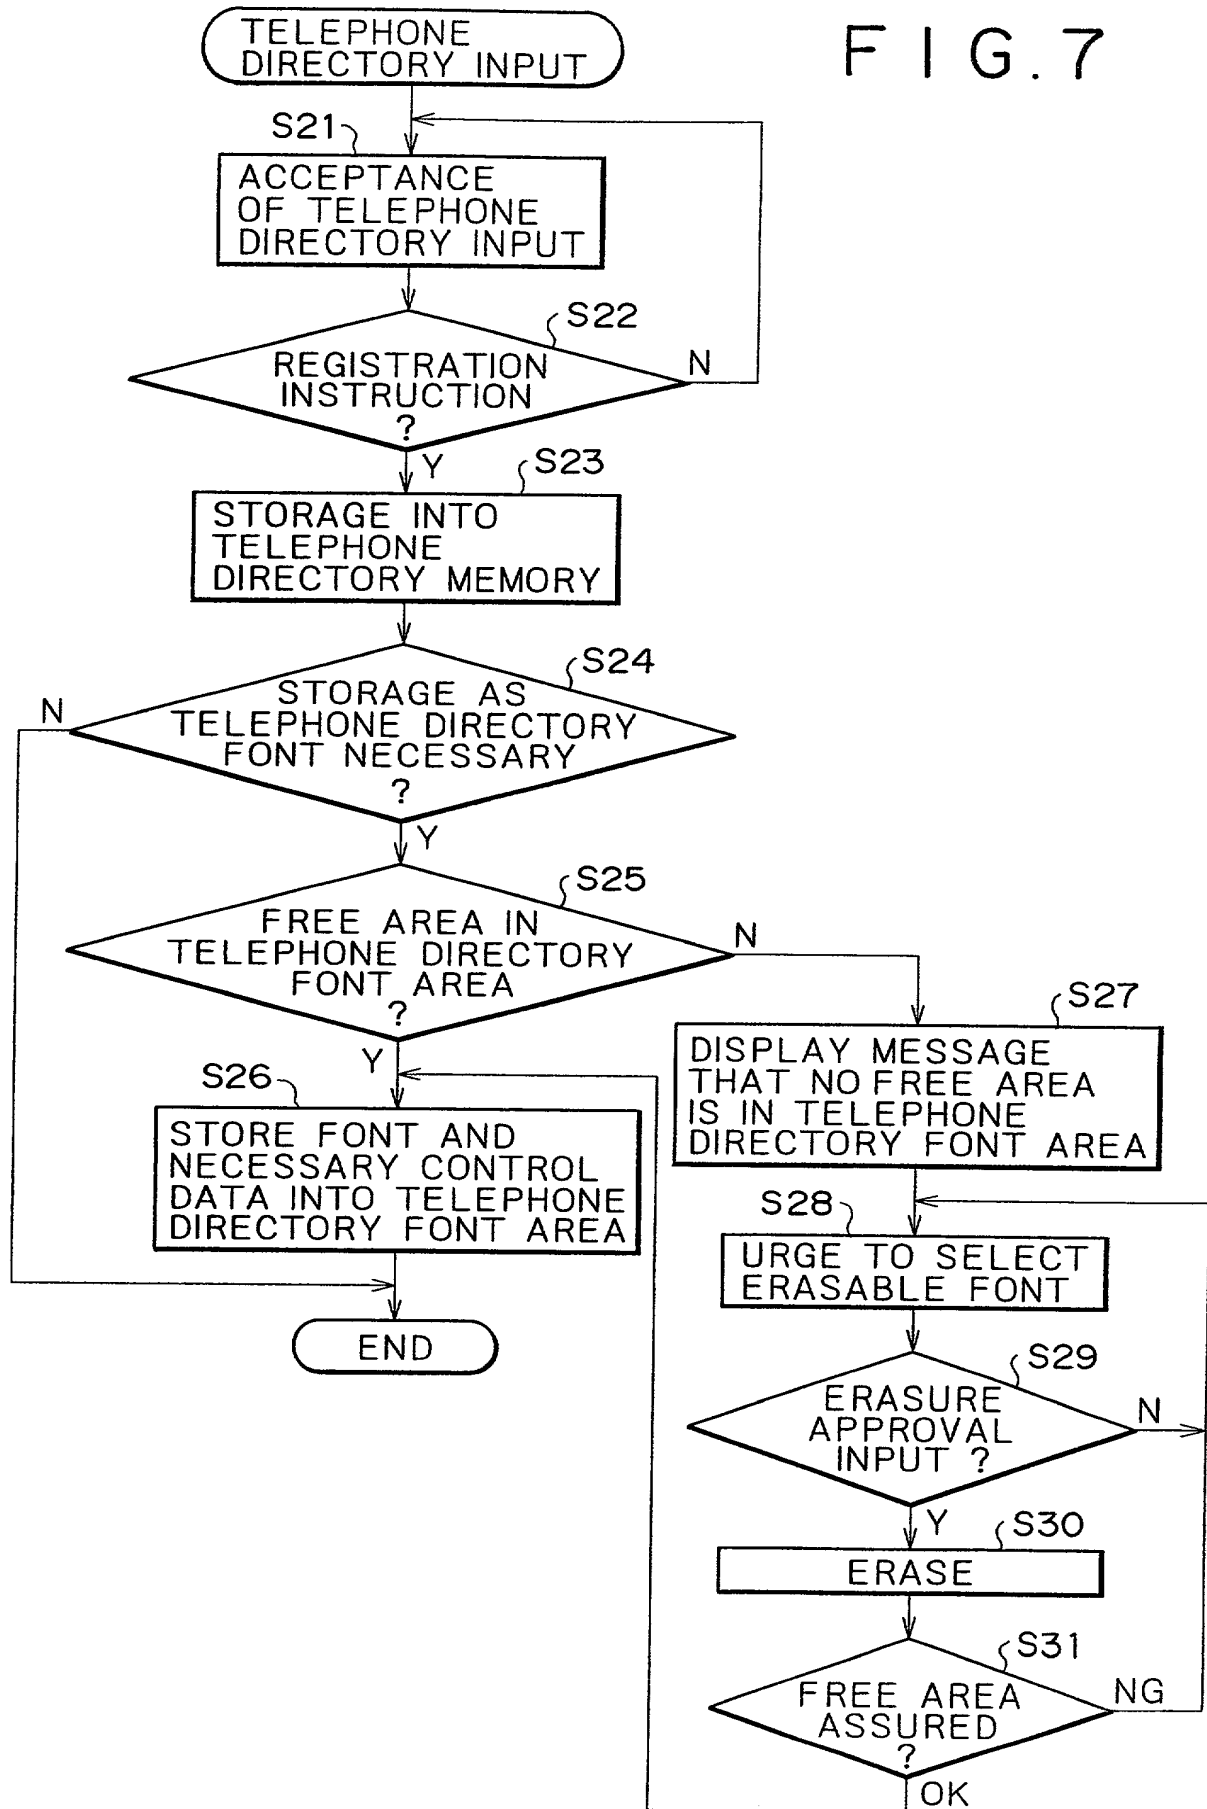 TELEPHONE
DIRECTORY INPUT
FIG.7
S21
ACCEPTANCE
OF TELEPHONE
DIRECTORY INPUT
S22
REGISTRATION
INSTRUCTION
?
N
Y
S23
STORAGE INTO
TELEPHONE
DIRECTORY MEMORY
S24
STORAGE AS
TELEPHONE DIRECTORY
FONT NECESSARY
?
N
Y
S25
FREE AREA IN
TELEPHONE DIRECTORY
FONT AREA
?
N
Y
S26
STORE FONT AND
NECESSARY CONTROL
DATA INTO TELEPHONE
DIRECTORY FONT AREA
END
S27
DISPLAY MESSAGE
THAT NO FREE AREA
IS IN TELEPHONE
DIRECTORY FONT AREA
S28
URGE TO SELECT
ERASABLE FONT
S29
ERASURE
APPROVAL
INPUT ?
N
Y
S30
ERASE
S31
FREE AREA
ASSURED
?
NG
OK